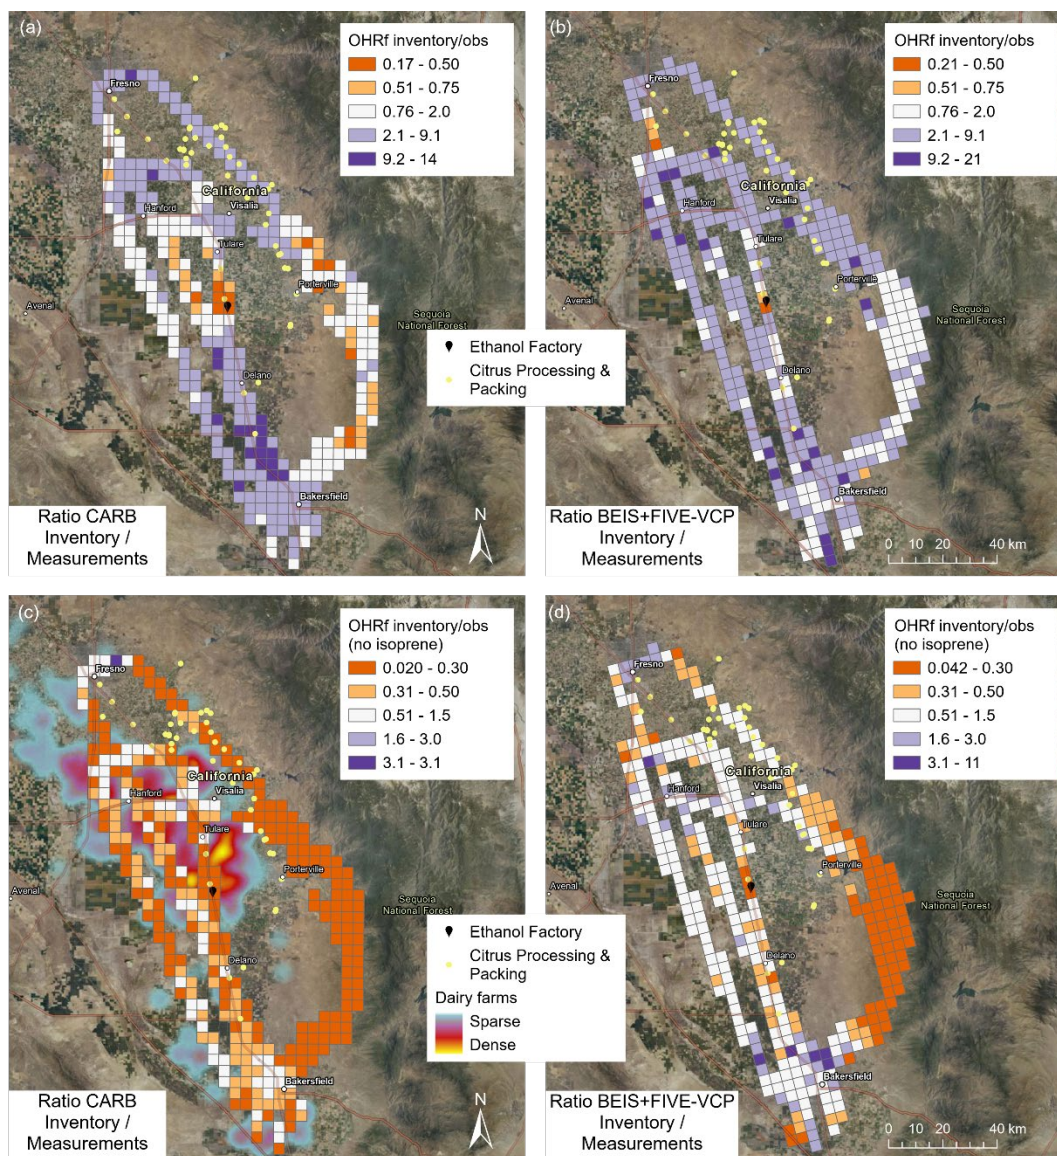 (a)
OHRf inventory/obs
0.17 - 0.50
0.51 - 0.75
0.76 - 2.0
2.1 - 9.1
9.2 - 14
Fresno
California
Hanford
Visalia
Tulare
Porterville
Avenal
Sequoia
National Forest
Delano
Bakersfield
Ratio CARB
Inventory /
Measurements
N
(b)
OHRf inventory/obs
0.21 - 0.50
0.51 - 0.75
0.76 - 2.0
2.1 - 9.1
9.2 - 21
Fresno
California
Hanford
Visalia
Tulare
Porterville
Avenal
Sequoia
National Forest
Delano
Bakersfield
Ratio BEIS+FIVE-VCP
Inventory /
Measurements
0 10 20 40 km
Ethanol Factory
Citrus Processing &
Packing
(c)
OHRf inventory/obs
(no isoprene)
0.020 - 0.30
0.31 - 0.50
0.51 - 1.5
1.6 - 3.0
3.1 - 3.1
Fresno
California
Hanford
Visalia
Tulare
Porterville
Avenal
Sequoia
National Forest
Delano
Bakersfield
Ratio CARB
Inventory /
Measurements
N
(d)
OHRf inventory/obs
(no isoprene)
0.042 - 0.30
0.31 - 0.50
0.51 - 1.5
1.6 - 3.0
3.1 - 11
Fresno
California
Hanford
Visalia
Tulare
Porterville
Avenal
Sequoia
National Forest
Delano
Bakersfield
Ratio BEIS+FIVE-VCP
Inventory /
Measurements
0 10 20 40 km
Ethanol Factory
Citrus Processing &
Packing
Dairy farms
Sparse
Dense